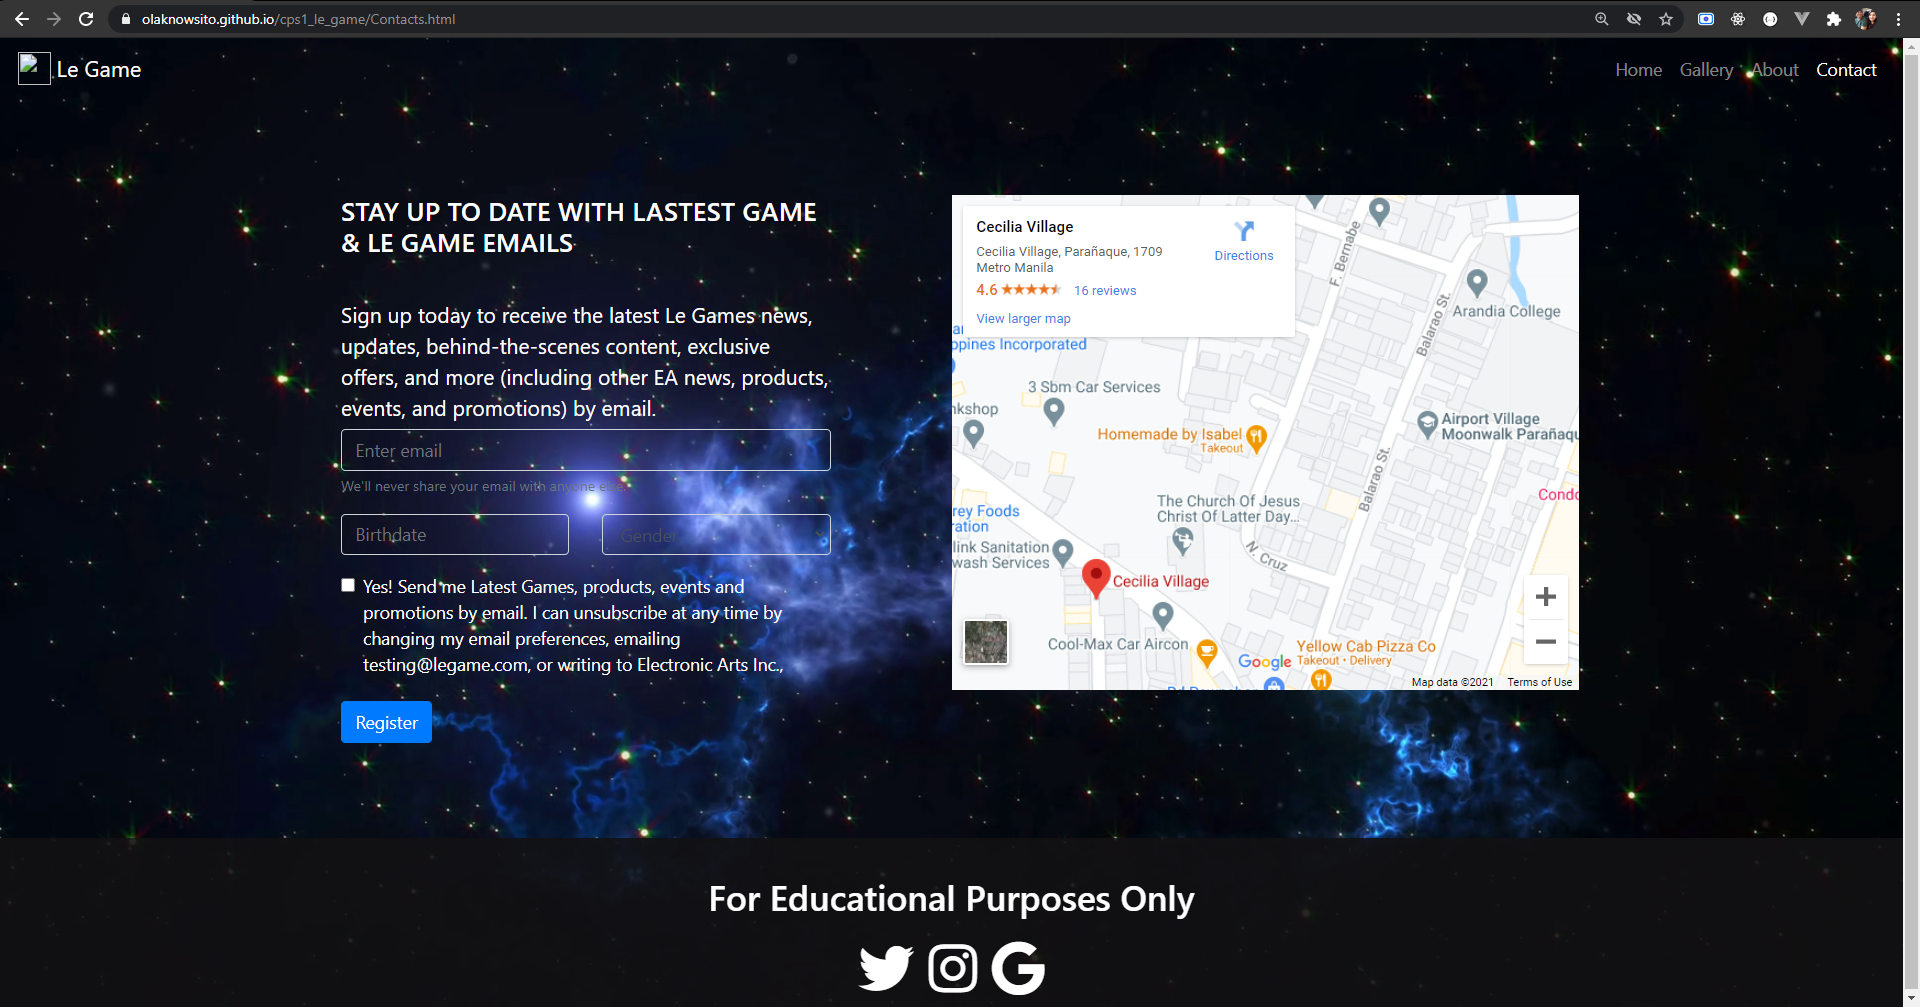 olaknowsito.github.io/cps1_le_game/Contacts.html
Le Game
Home Gallery About Contact
STAY UP TO DATE WITH LASTEST GAME
& LE GAME EMAILS
Sign up today to receive the latest Le Games news,
updates, behind-the-scenes content, exclusive
offers, and more (including other EA news, products,
events, and promotions) by email.
Enter email
We'll never share your email with anyone else.
Birthdate
Gender
Yes! Send me Latest Games, products, events and
promotions by email. I can unsubscribe at any time by
changing my email preferences, emailing
testing@legame.com, or writing to Electronic Arts Inc.,
Register
Cecilia Village
Cecilia Village, Parañaque, 1709
Metro Manila
4.6
16 reviews
View larger map
Directions
ppines Incorporated
3 Sbm Car Services
nkshop
Homemade by Isabel
Takeout
F. Bernabe
Balarao St.
Arandia College
Airport Village
Moonwalk Parañaqu
Balarao St.
Condo
The Church Of Jesus
Christ Of Latter Day...
rey Foods
ration
link Sanitation
wash Services
N. Cruz
Cecilia Village
Cool-Max Car Aircon
Yellow Cab Pizza Co
Takeout • Delivery
Google
+
−
Map data ©2021 Terms of Use
For Educational Purposes Only